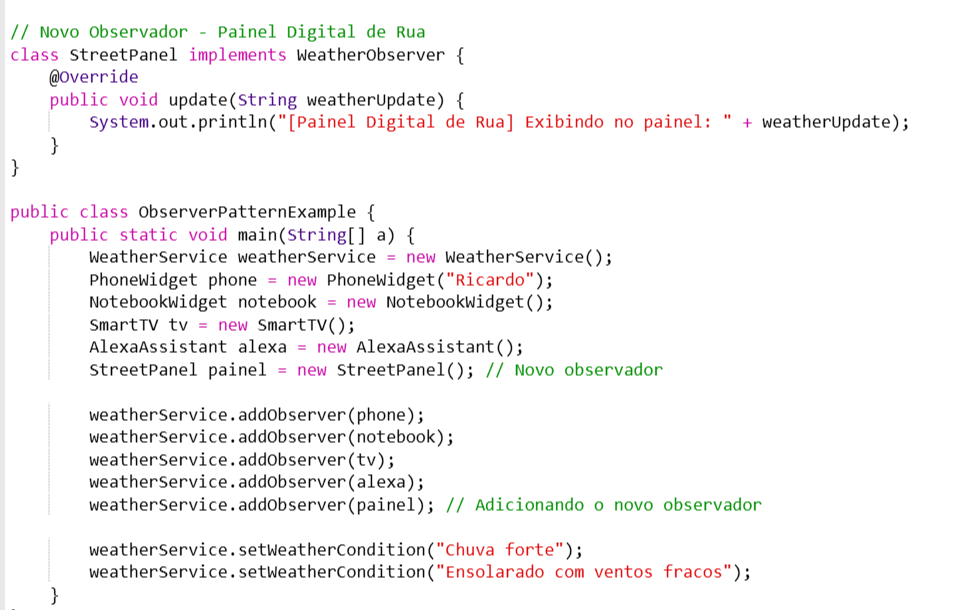 // Novo Observador - Painel Digital de Rua
class StreetPanel implements WeatherObserver {
    @Override
    public void update(String weatherUpdate) {
        System.out.println("[Painel Digital de Rua] Exibindo no painel: " + weatherUpdate);
    }
}

public class ObserverPatternExample {
    public static void main(String[] a) {
        WeatherService weatherService = new WeatherService();
        PhoneWidget phone = new PhoneWidget("Ricardo");
        NotebookWidget notebook = new NotebookWidget();
        SmartTV tv = new SmartTV();
        AlexaAssistant alexa = new AlexaAssistant();
        StreetPanel painel = new StreetPanel(); // Novo observador

        weatherService.addObserver(phone);
        weatherService.addObserver(notebook);
        weatherService.addObserver(tv);
        weatherService.addObserver(alexa);
        weatherService.addObserver(painel); // Adicionando o novo observador

        weatherService.setWeatherCondition("Chuva forte");
        weatherService.setWeatherCondition("Ensolarado com ventos fracos");
    }